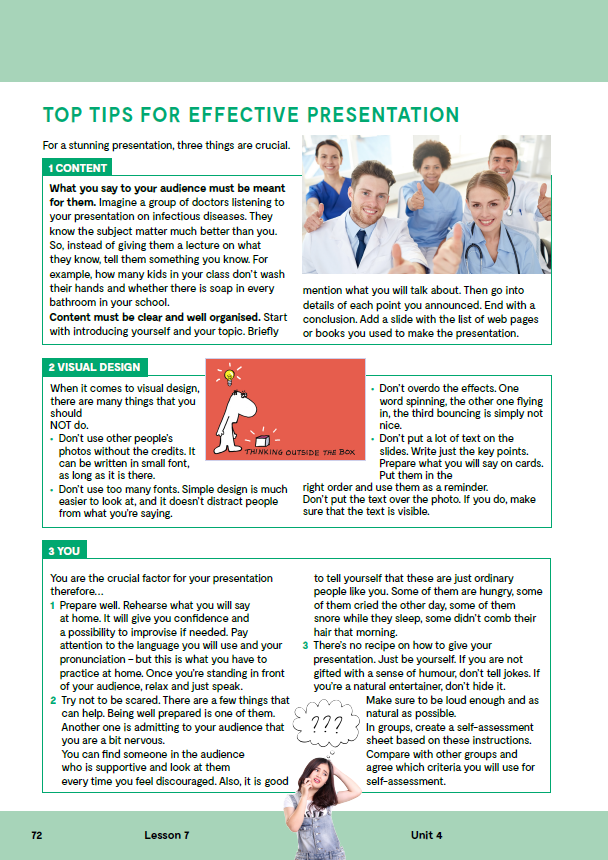 TOP TIPS FOR EFFECTIVE PRESENTATION
For a stunning presentation, three things are crucial.
1 CONTENT
What you say to your audience must be meant
for them. Imagine a group of doctors listening to
your presentation on infectious diseases. They
know the subject matter much better than you.
So, instead of giving them a lecture on what
they know, tell them something you know. For
example, how many kids in your class don't wash
their hands and whether there is soap in every
bathroom in your school.
Content must be clear and well organised. Start
with introducing yourself and your topic. Briefly
mention what you will talk about. Then go into
details of each point you announced. End with a
conclusion. Add a slide with the list of web pages
or books you used to make the presentation.
2 VISUAL DESIGN
When it comes to visual design,
there are many things that you
should
NOT do.
• Don't use other people's
photos without the credits. It
can be written in small font,
as long as it is there.
• Don't use too many fonts. Simple design is much
easier to look at, and it doesn't distract people
from what you're saying.
THINKING OUTSIDE THE BOX
• Don't overdo the effects. One
word spinning, the other one flying
in, the third bouncing is simply not
nice.
• Don't put a lot of text on the
slides. Write just the key points.
Prepare what you will say on cards.
Put them in the
right order and use them as a reminder.
Don't put the text over the photo. If you do, make
sure that the text is visible.
3 YOU
You are the crucial factor for your presentation
therefore...
1 Prepare well. Rehearse what you will say
at home. It will give you confidence and
a possibility to improvise if needed. Pay
attention to the language you will use and your
pronunciation – but this is what you have to
practice at home. Once you're standing in front
of your audience, relax and just speak.
2 Try not to be scared. There are a few things that
can help. Being well prepared is one of them.
Another one is admitting to your audience that
you are a bit nervous.
You can find someone in the audience
who is supportive and look at them
every time you feel discouraged. Also, it is good
to tell yourself that these are just ordinary
people like you. Some of them are hungry, some
of them cried the other day, some of them
snore while they sleep, some didn't comb their
hair that morning.
3 There's no recipe on how to give your
presentation. Just be yourself. If you are not
gifted with a sense of humour, don't tell jokes. If
you're a natural entertainer, don't hide it.
Make sure to be loud enough and as
natural as possible.
In groups, create a self-assessment
sheet based on these instructions.
Compare with other groups and
agree which criteria you will use for
self-assessment.
???
72
Lesson 7
Unit 4